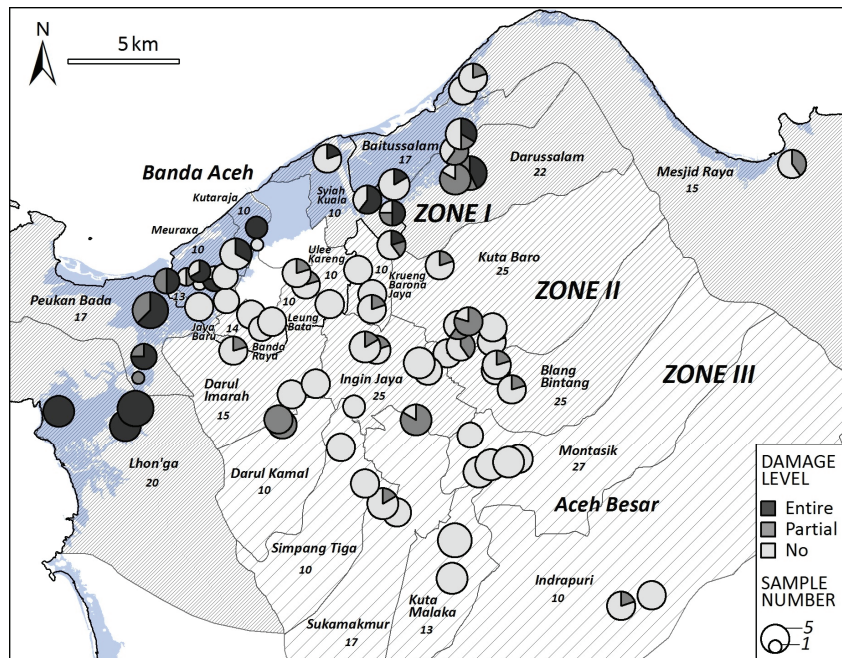 N
5 km
Banda Aceh
Kutaraja
10
Meuraxa
10
Syiah
Kuala
10
Baitussalam
17
Darussalam
22
Mesjid Raya
15
ZONE I
Ulee
Kareng
10
10
Krueng
Barona
Jaya
Kuta Baro
25
ZONE II
Peukan Bada
17
13
Jaya
Baru
14
10
Leung
Bata
Banda
Raya
Darul
Imarah
15
Ingin Jaya
25
Blang
Bintang
25
ZONE III
Lhon'ga
20
Darul Kamal
10
Montasik
27
Aceh Besar
Simpang Tiga
10
Sukamakmur
17
Kuta
Malaka
13
Indrapuri
10
DAMAGE
LEVEL
Entire
Partial
No
SAMPLE
NUMBER
5
1